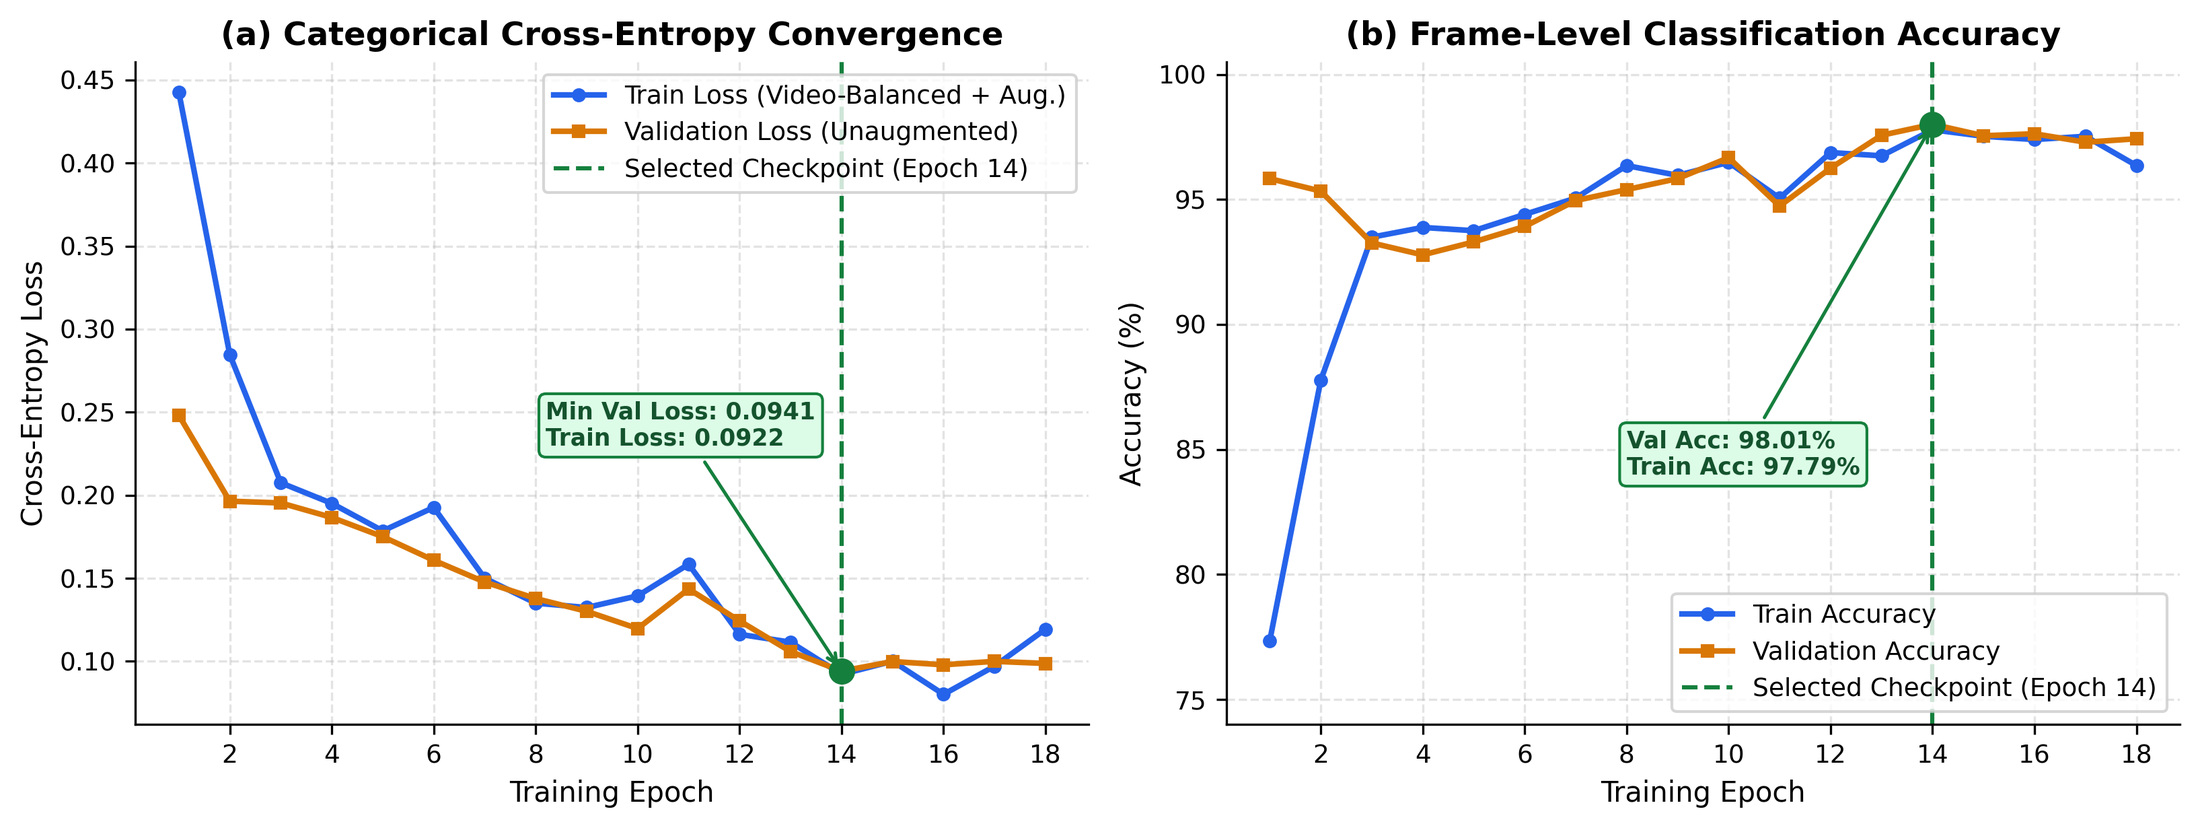 (a) Categorical Cross-Entropy Convergence
Cross-Entropy Loss
0.45
0.40
0.35
0.30
0.25
0.20
0.15
0.10
Train Loss (Video-Balanced + Aug.)
Validation Loss (Unaugmented)
Selected Checkpoint (Epoch 14)
Min Val Loss: 0.0941
Train Loss: 0.0922
2 4 6 8 10 12 14 16 18
Training Epoch
(b) Frame-Level Classification Accuracy
Accuracy (%)
100
95
90
85
80
75
Val Acc: 98.01%
Train Acc: 97.79%
Train Accuracy
Validation Accuracy
Selected Checkpoint (Epoch 14)
2 4 6 8 10 12 14 16 18
Training Epoch